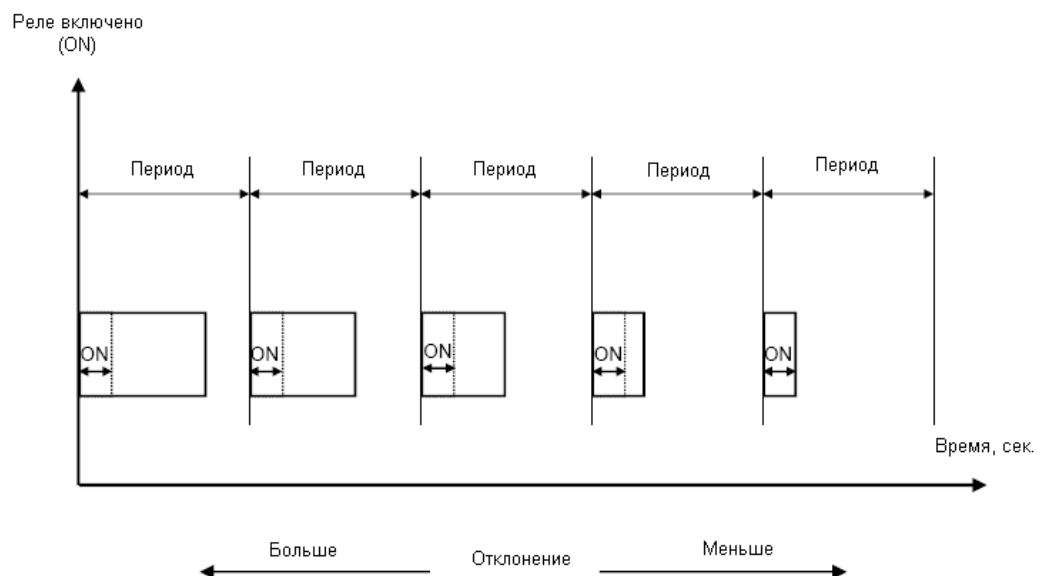 Реле включено
(ON)
Период Период Период Период Период
ON ON ON ON ON
Время, сек.
Больше Отклонение Меньше